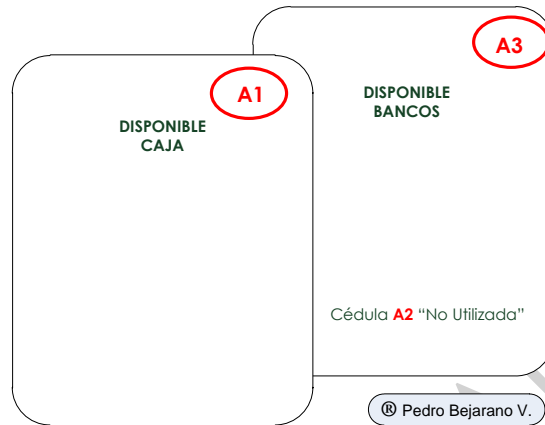 A1
DISPONIBLE
CAJA
A3
DISPONIBLE
BANCOS
Cédula A2 “No Utilizada”
® Pedro Bejarano V.